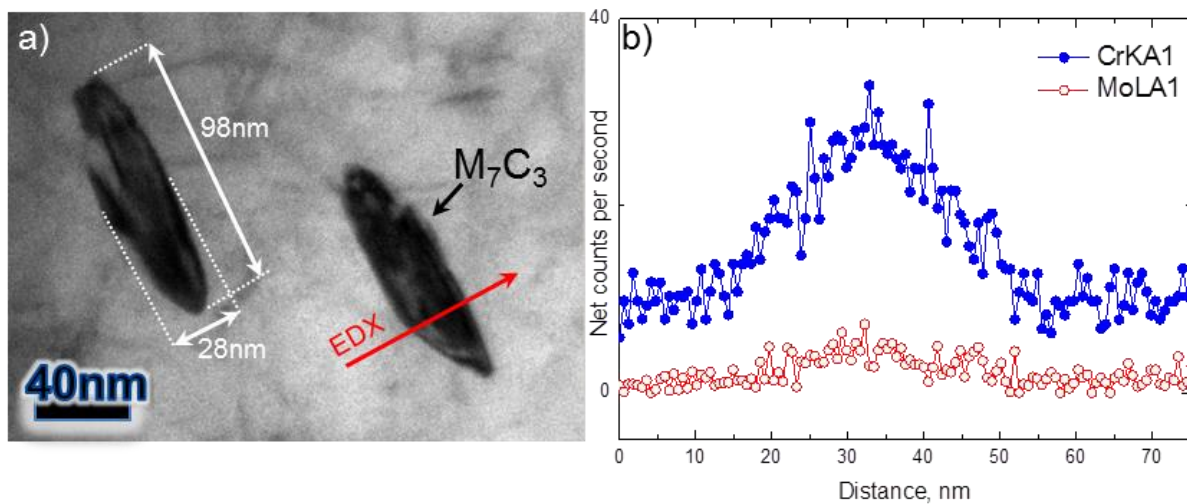 a)
98nm
M₇C₃
EDX
28nm
40nm
b)
40
CrKA1
MoLA1
Net counts per second
0
0 10 20 30 40 50 60 70
Distance, nm